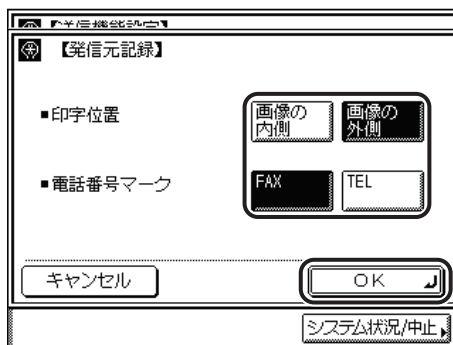 【発信元記録】
■印字位置
画像の
内側
画像の
外側
■電話番号マーク
FAX
TEL
キャンセル
OK
システム状況/中止